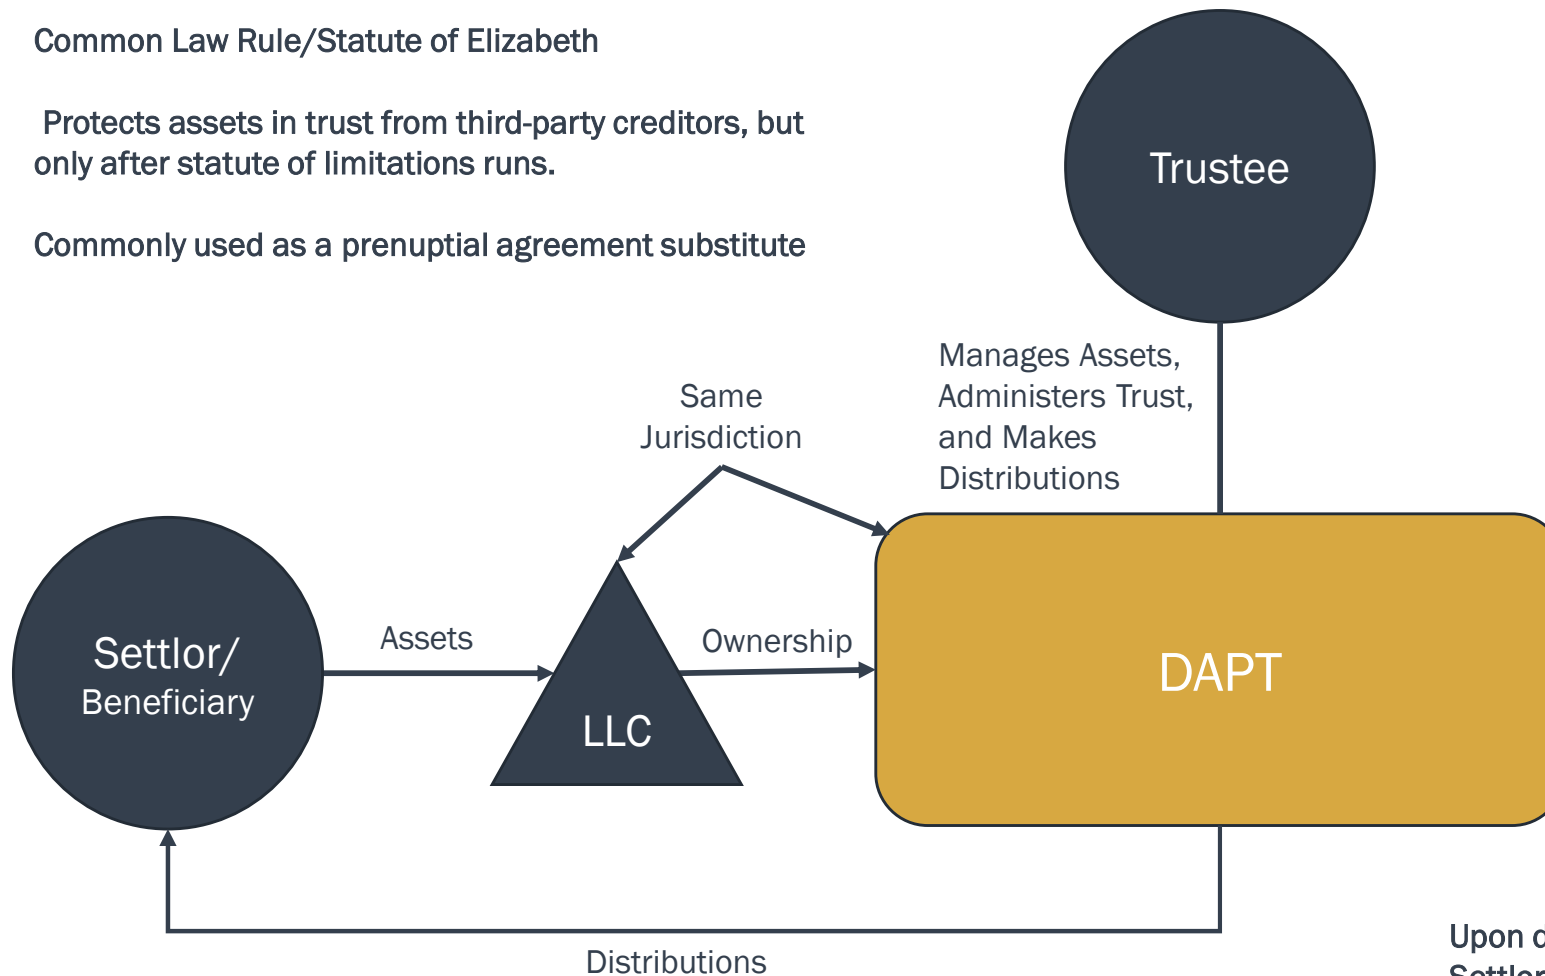 Common Law Rule/Statute of Elizabeth
Protects assets in trust from third-party creditors, but
only after statute of limitations runs.
Commonly used as a prenuptial agreement substitute
Trustee
Manages Assets,
Administers Trust,
and Makes
Distributions
Same
Jurisdiction
Settlor/
Beneficiary
Assets
LLC
Ownership
DAPT
Distributions
Upon
Settlor